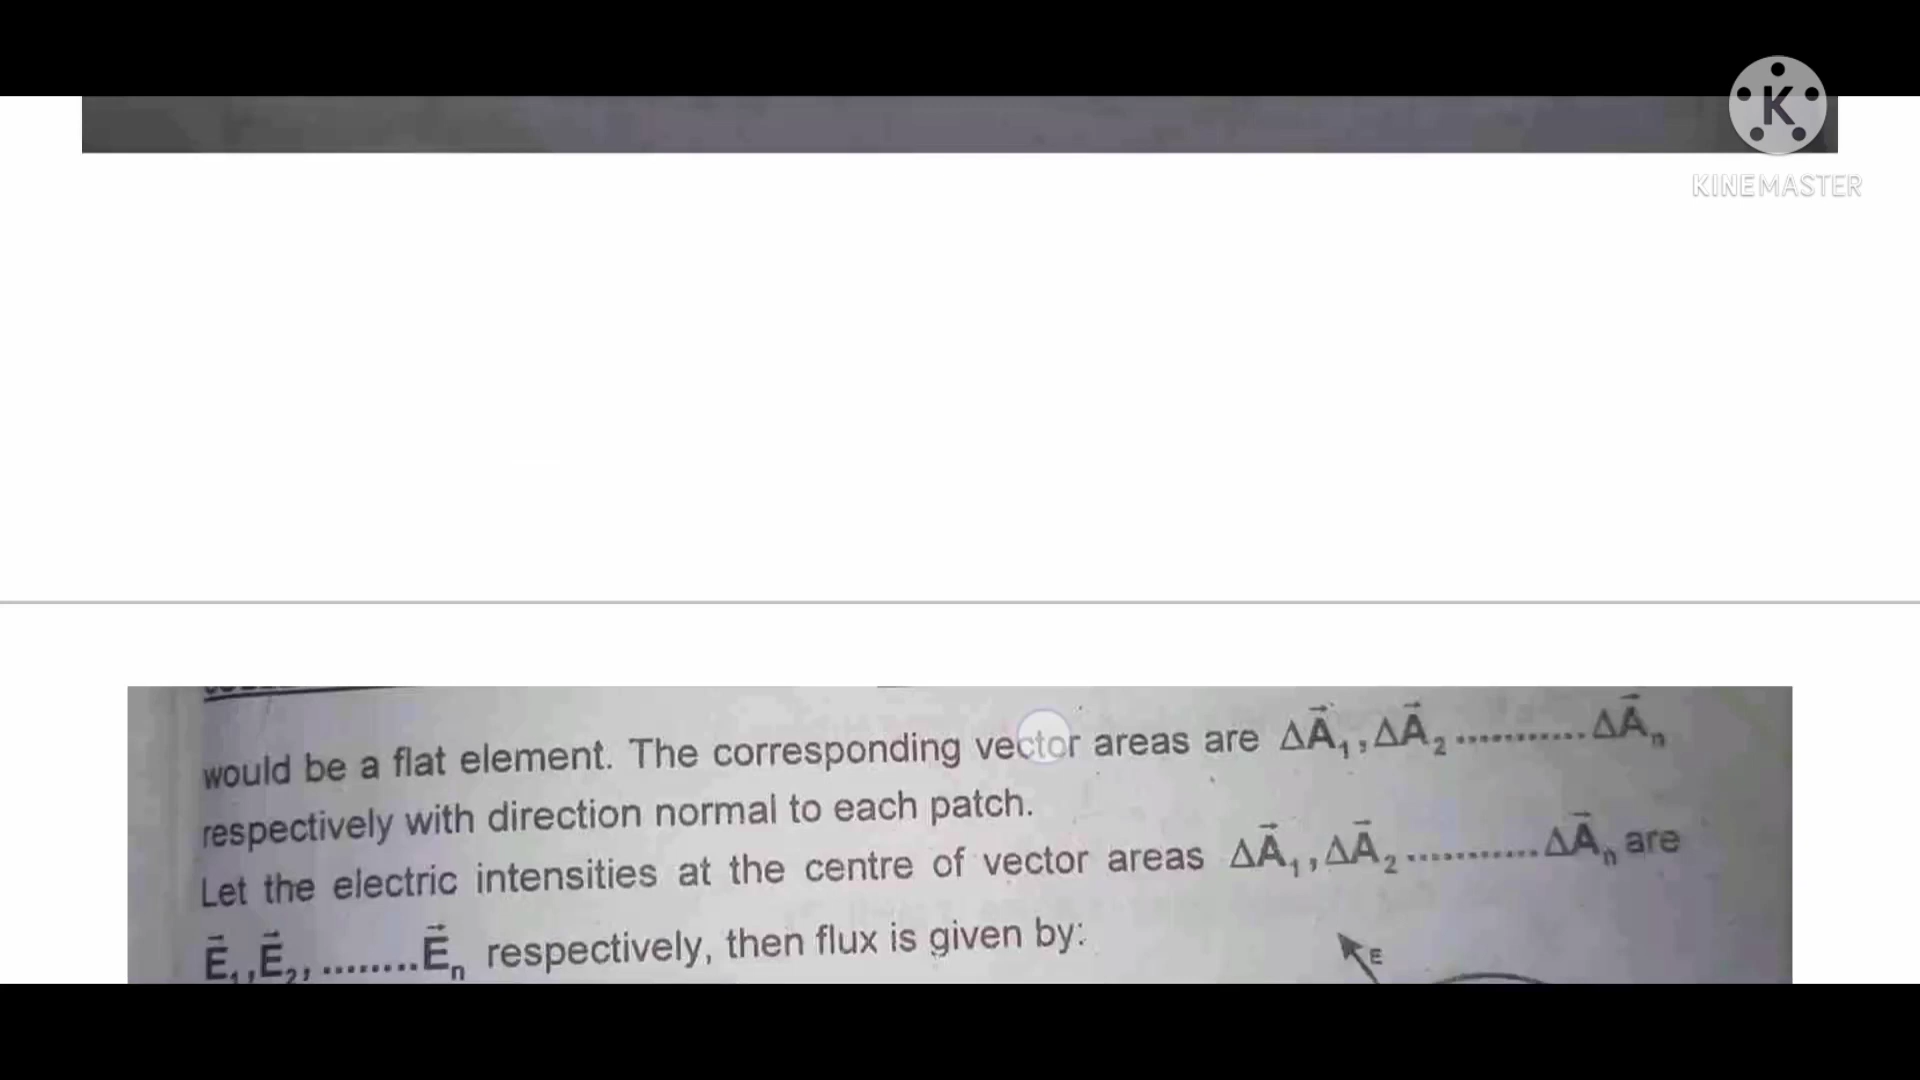 K
KINEMASTER
would be a flat element. The corresponding vector areas are ΔA⃗₁, ΔA⃗₂ ............ ΔA⃗ₙ
respectively with direction normal to each patch.
Let the electric intensities at the centre of vector areas ΔA⃗₁, ΔA⃗₂ ............ ΔA⃗ₙ are
E⃗₁, E⃗₂, ......... E⃗ₙ respectively, then flux is given by:
E